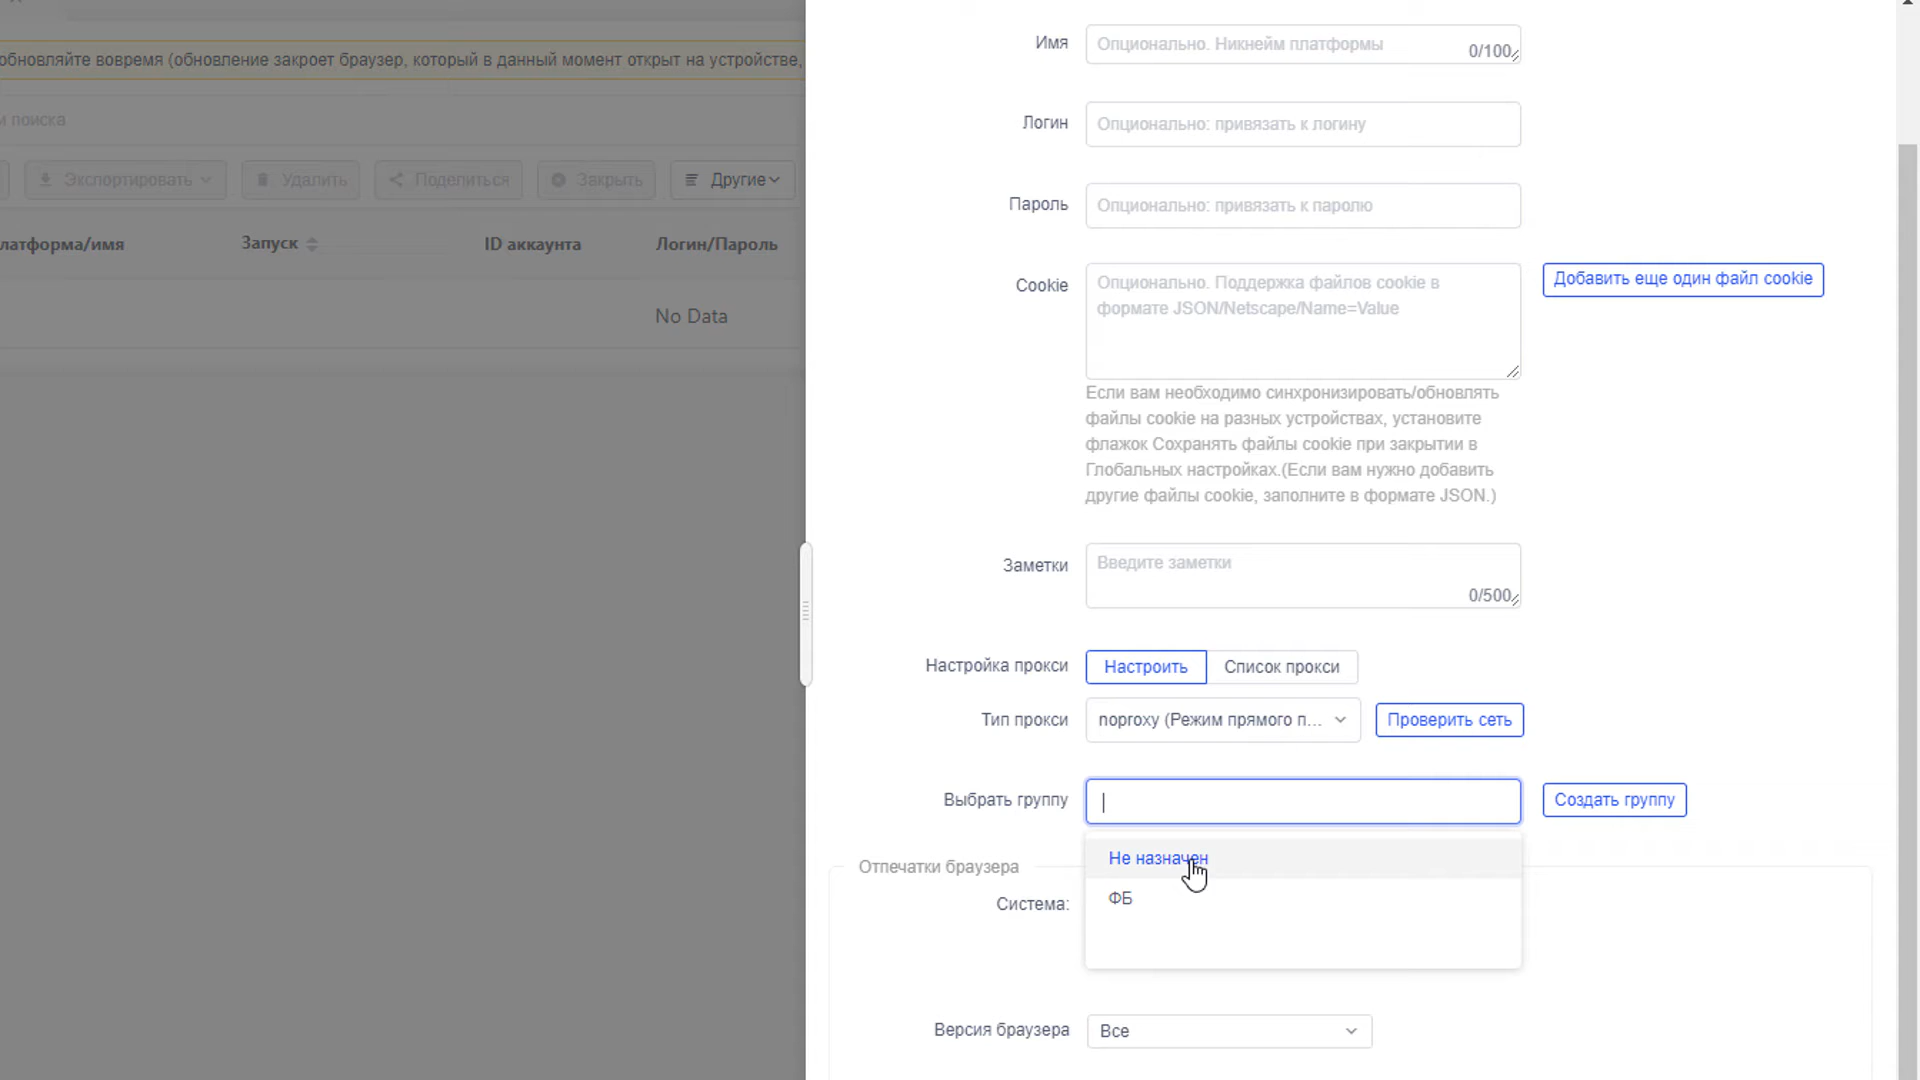 обновляйте вовремя (обновление закроет браузер, который в данный момент открыт на устройстве,
и поиска
Экспортировать
Удалить
Поделиться
Закрыть
Другие
латформа/имя
Запуск
ID аккаунта
Логин/Пароль
No Data
Имя
Опционально. Никнейм платформы
0/100
Логин
Опционально: привязать к логину
Пароль
Опционально: привязать к паролю
Cookie
Опционально. Поддержка файлов cookie в
формате JSON/Netscape/Name=Value
Добавить еще один файл cookie
Если вам необходимо синхронизировать/обновлять
файлы cookie на разных устройствах, установите
флажок Сохранять файлы cookie при закрытии в
Глобальных настройках.(Если вам нужно добавить
другие файлы cookie, заполните в формате JSON.)
Заметки
Введите заметки
0/500
Настройка прокси
Настроить
Список прокси
Тип прокси
noproxy (Режим прямого п...
Проверить сеть
Выбрать группу
Создать группу
Не назначен
ФБ
Отпечатки браузера
Система:
Версия браузера
Все